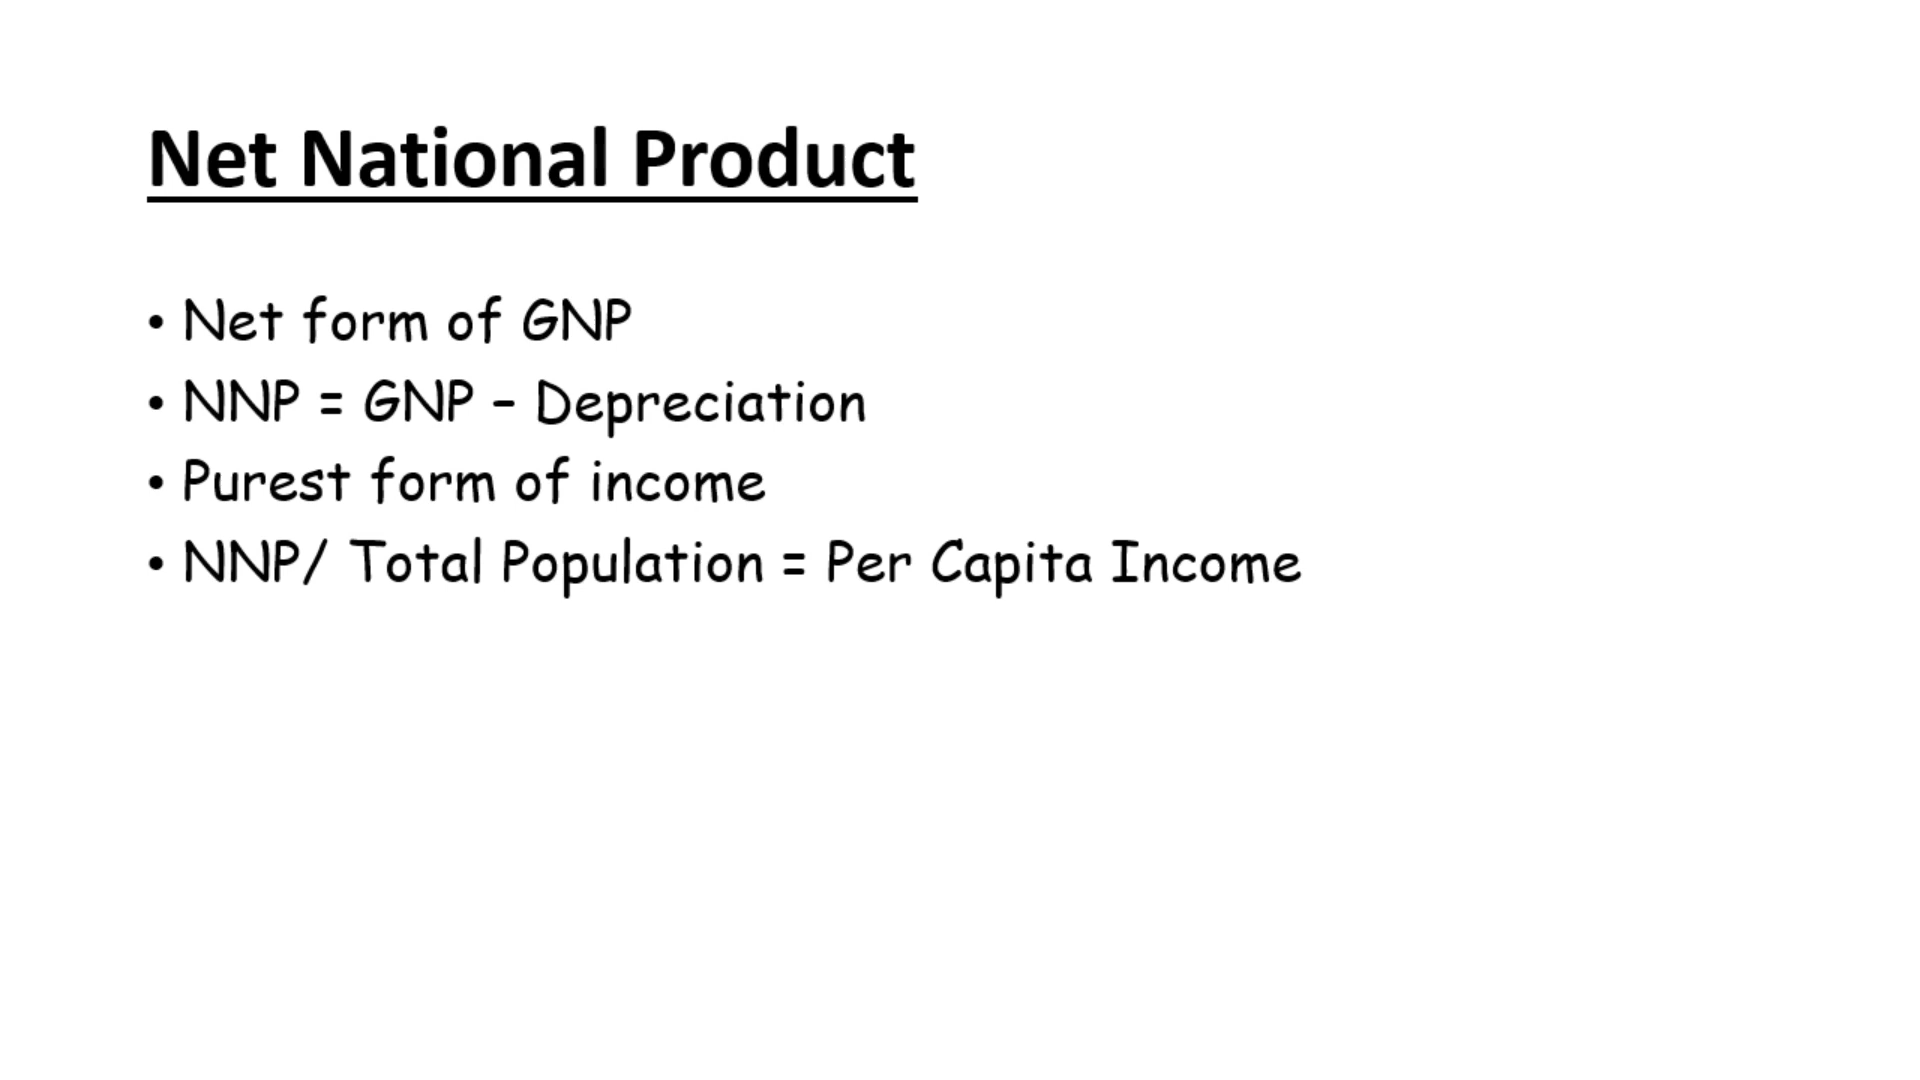 Net National Product
• Net form of GNP
• NNP = GNP – Depreciation
• Purest form of income
• NNP/ Total Population = Per Capita Income